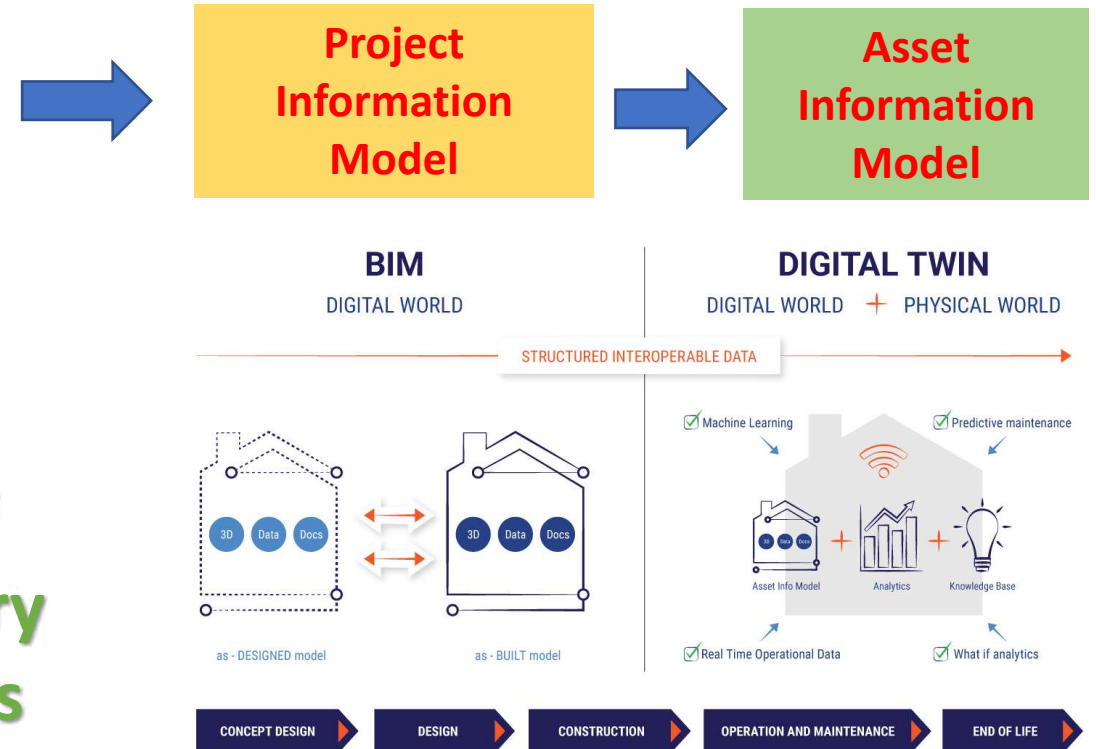 Project
Information
Model
Asset
Information
Model
BIM
DIGITAL WORLD
DIGITAL TWIN
DIGITAL WORLD + PHYSICAL WORLD
STRUCTURED INTEROPERABLE DATA
Machine Learning
Predictive maintenance
3D Data Docs
3D Data Docs
3D Data Docs
+
+
Asset Info Model
Analytics
Knowledge Base
as - DESIGNED model
as - BUILT model
Real Time Operational Data
What if analytics
ry
s
CONCEPT DESIGN
DESIGN
CONSTRUCTION
OPERATION AND MAINTENANCE
END OF LIFE